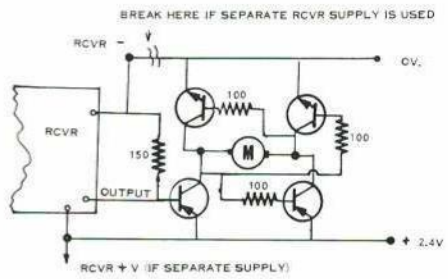 BREAK HERE IF SEPARATE RCVR SUPPLY IS USED
RCVR -
0V.
100
RCVR
150
M
100
OUTPUT
100
+ 2.4V
RCVR + V (IF SEPARATE SUPPLY)